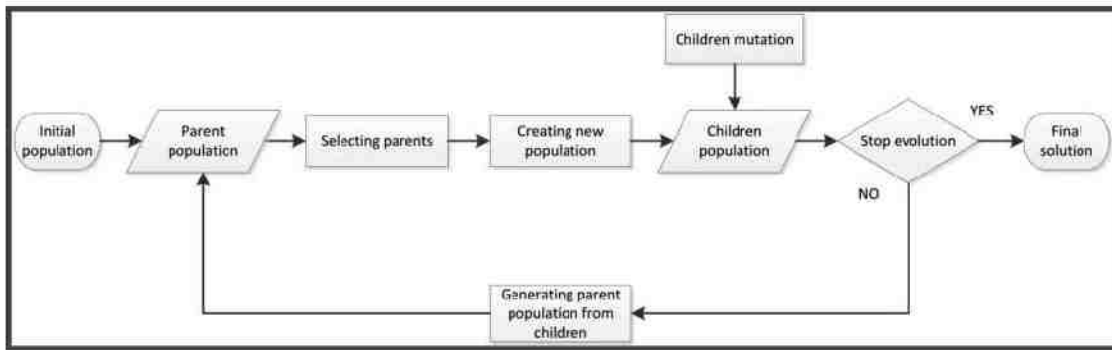 Children mutation
Initial
population
Parent
population
Selecting parents
Creating new
population
Children
population
Stop evolution
YES
Final
solution
NO
Generating parent
population from
children